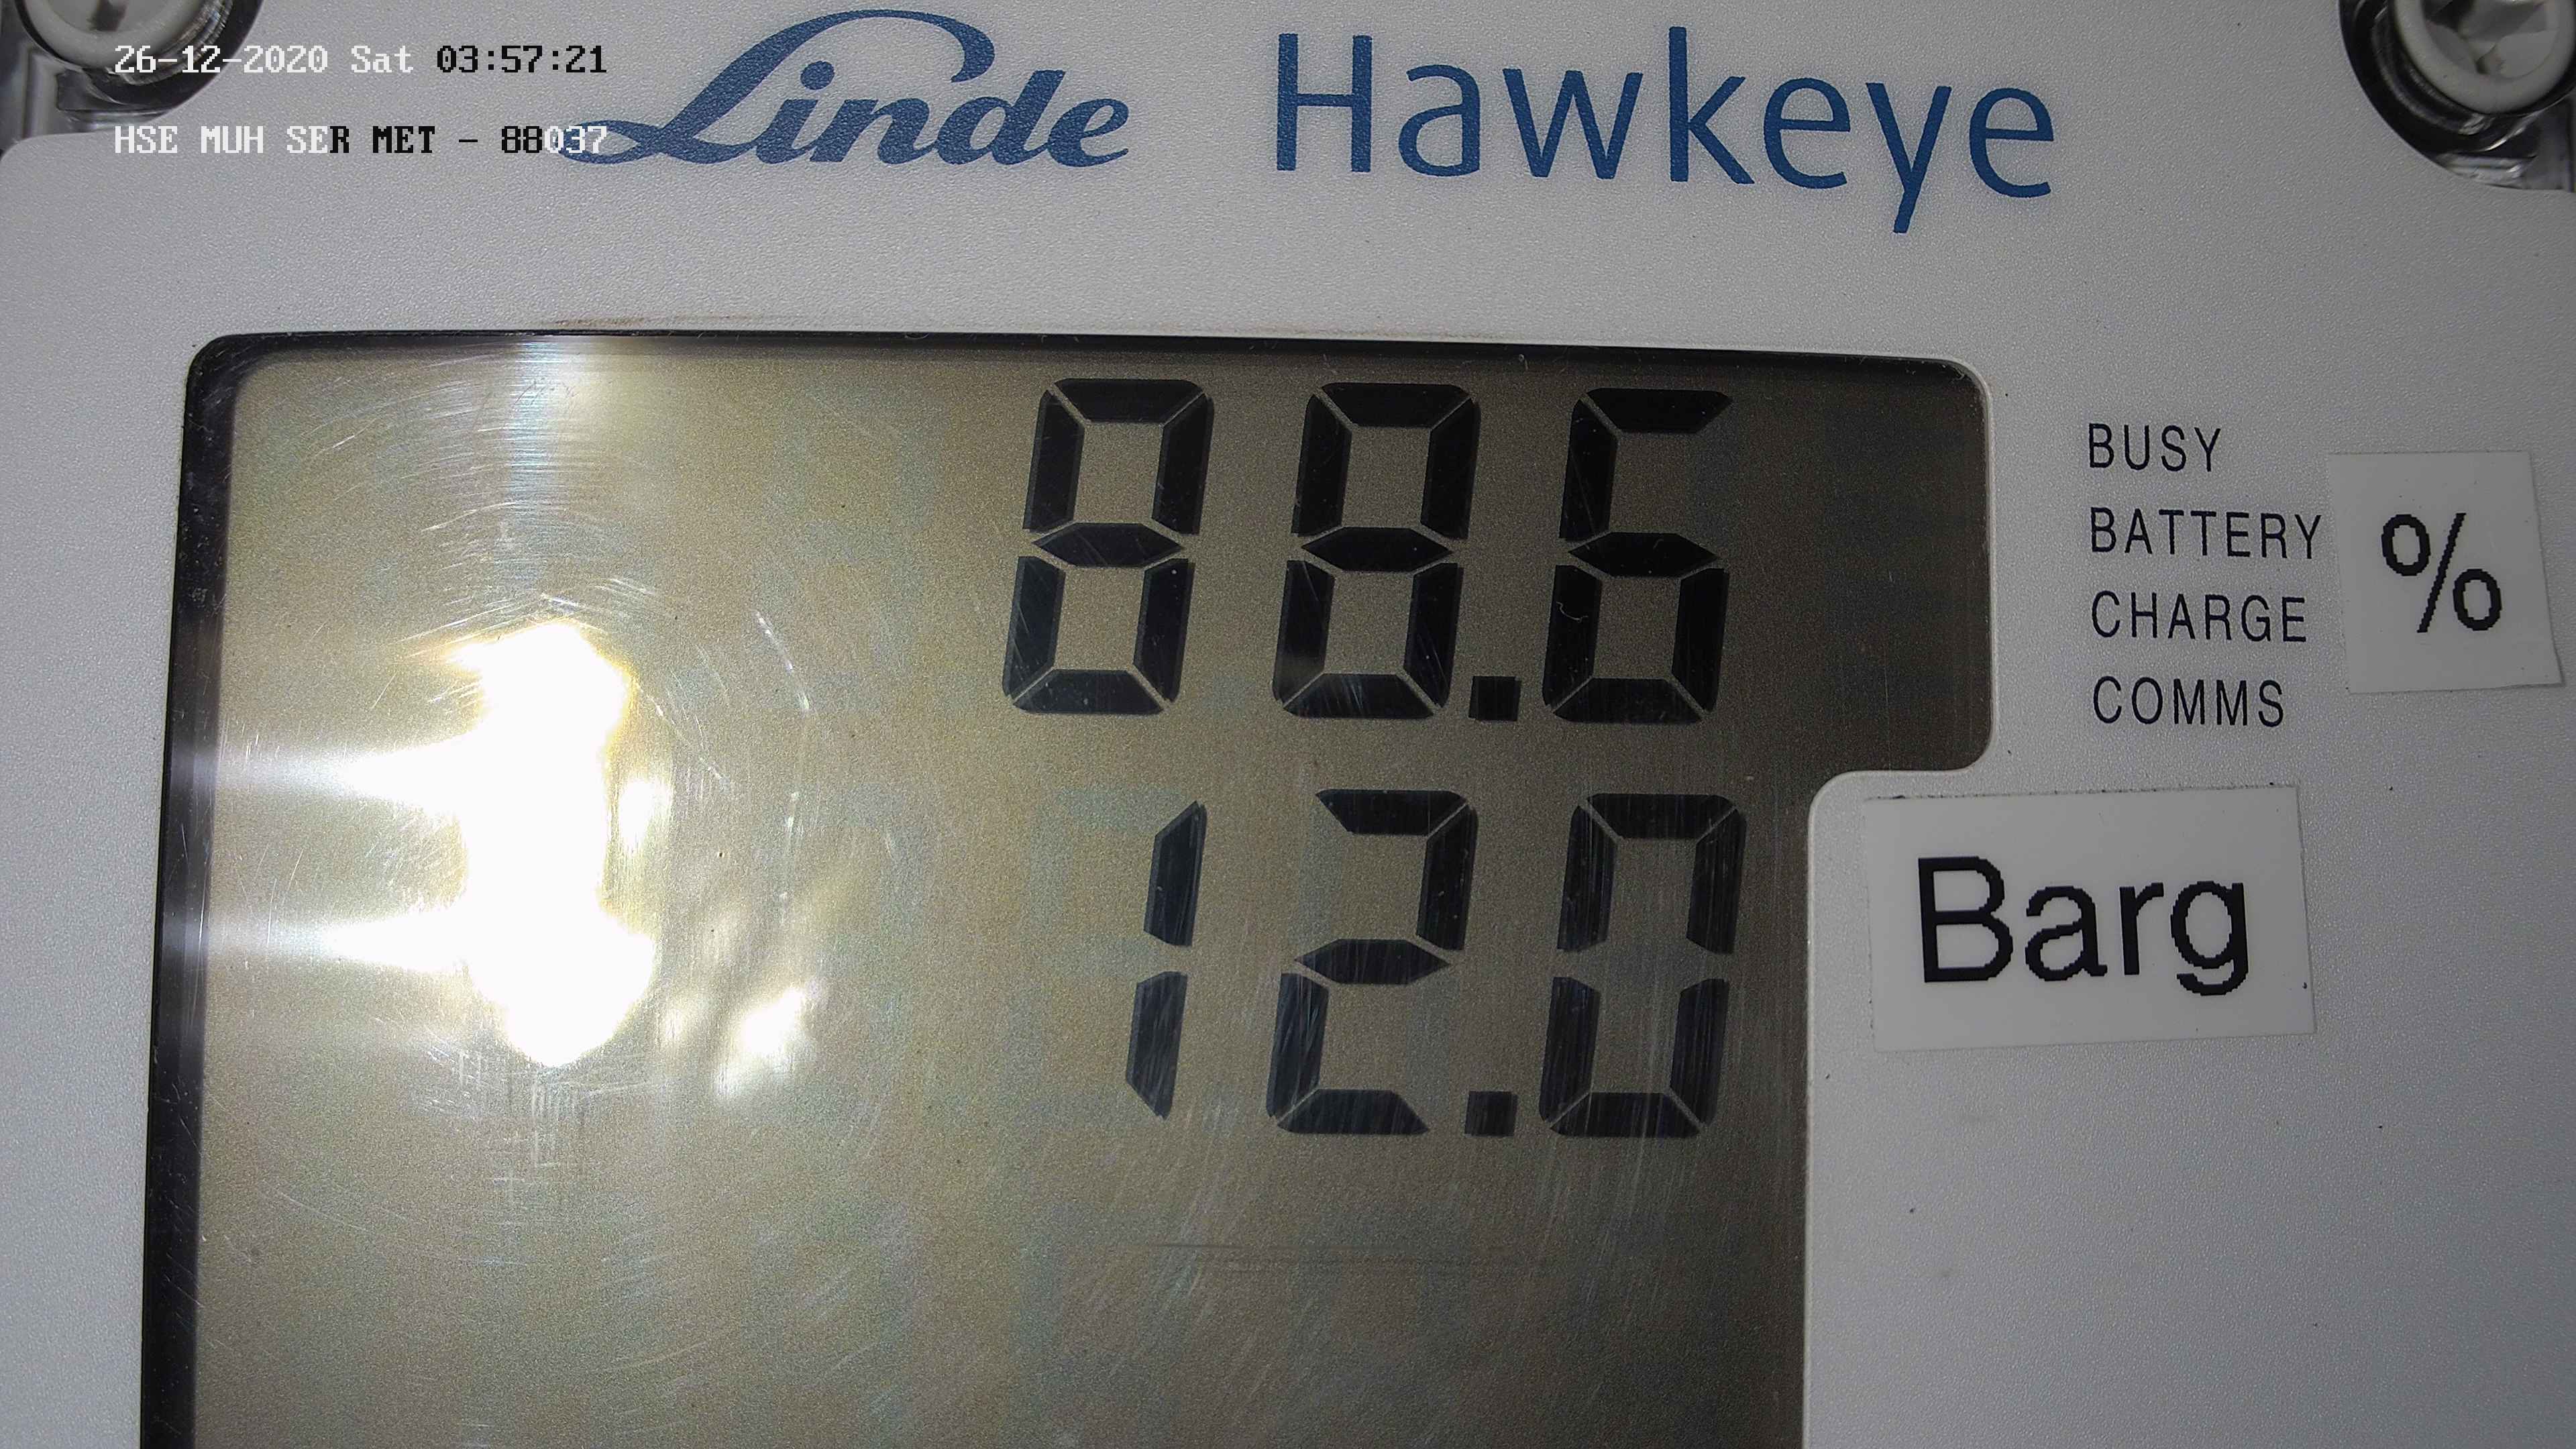 26-12-2020 Sat 03:57:21
HSE MUH SER MET - 88037
Linde Hawkeye
88.6
BUSY
BATTERY
CHARGE
COMMS
%
12.0
Barg